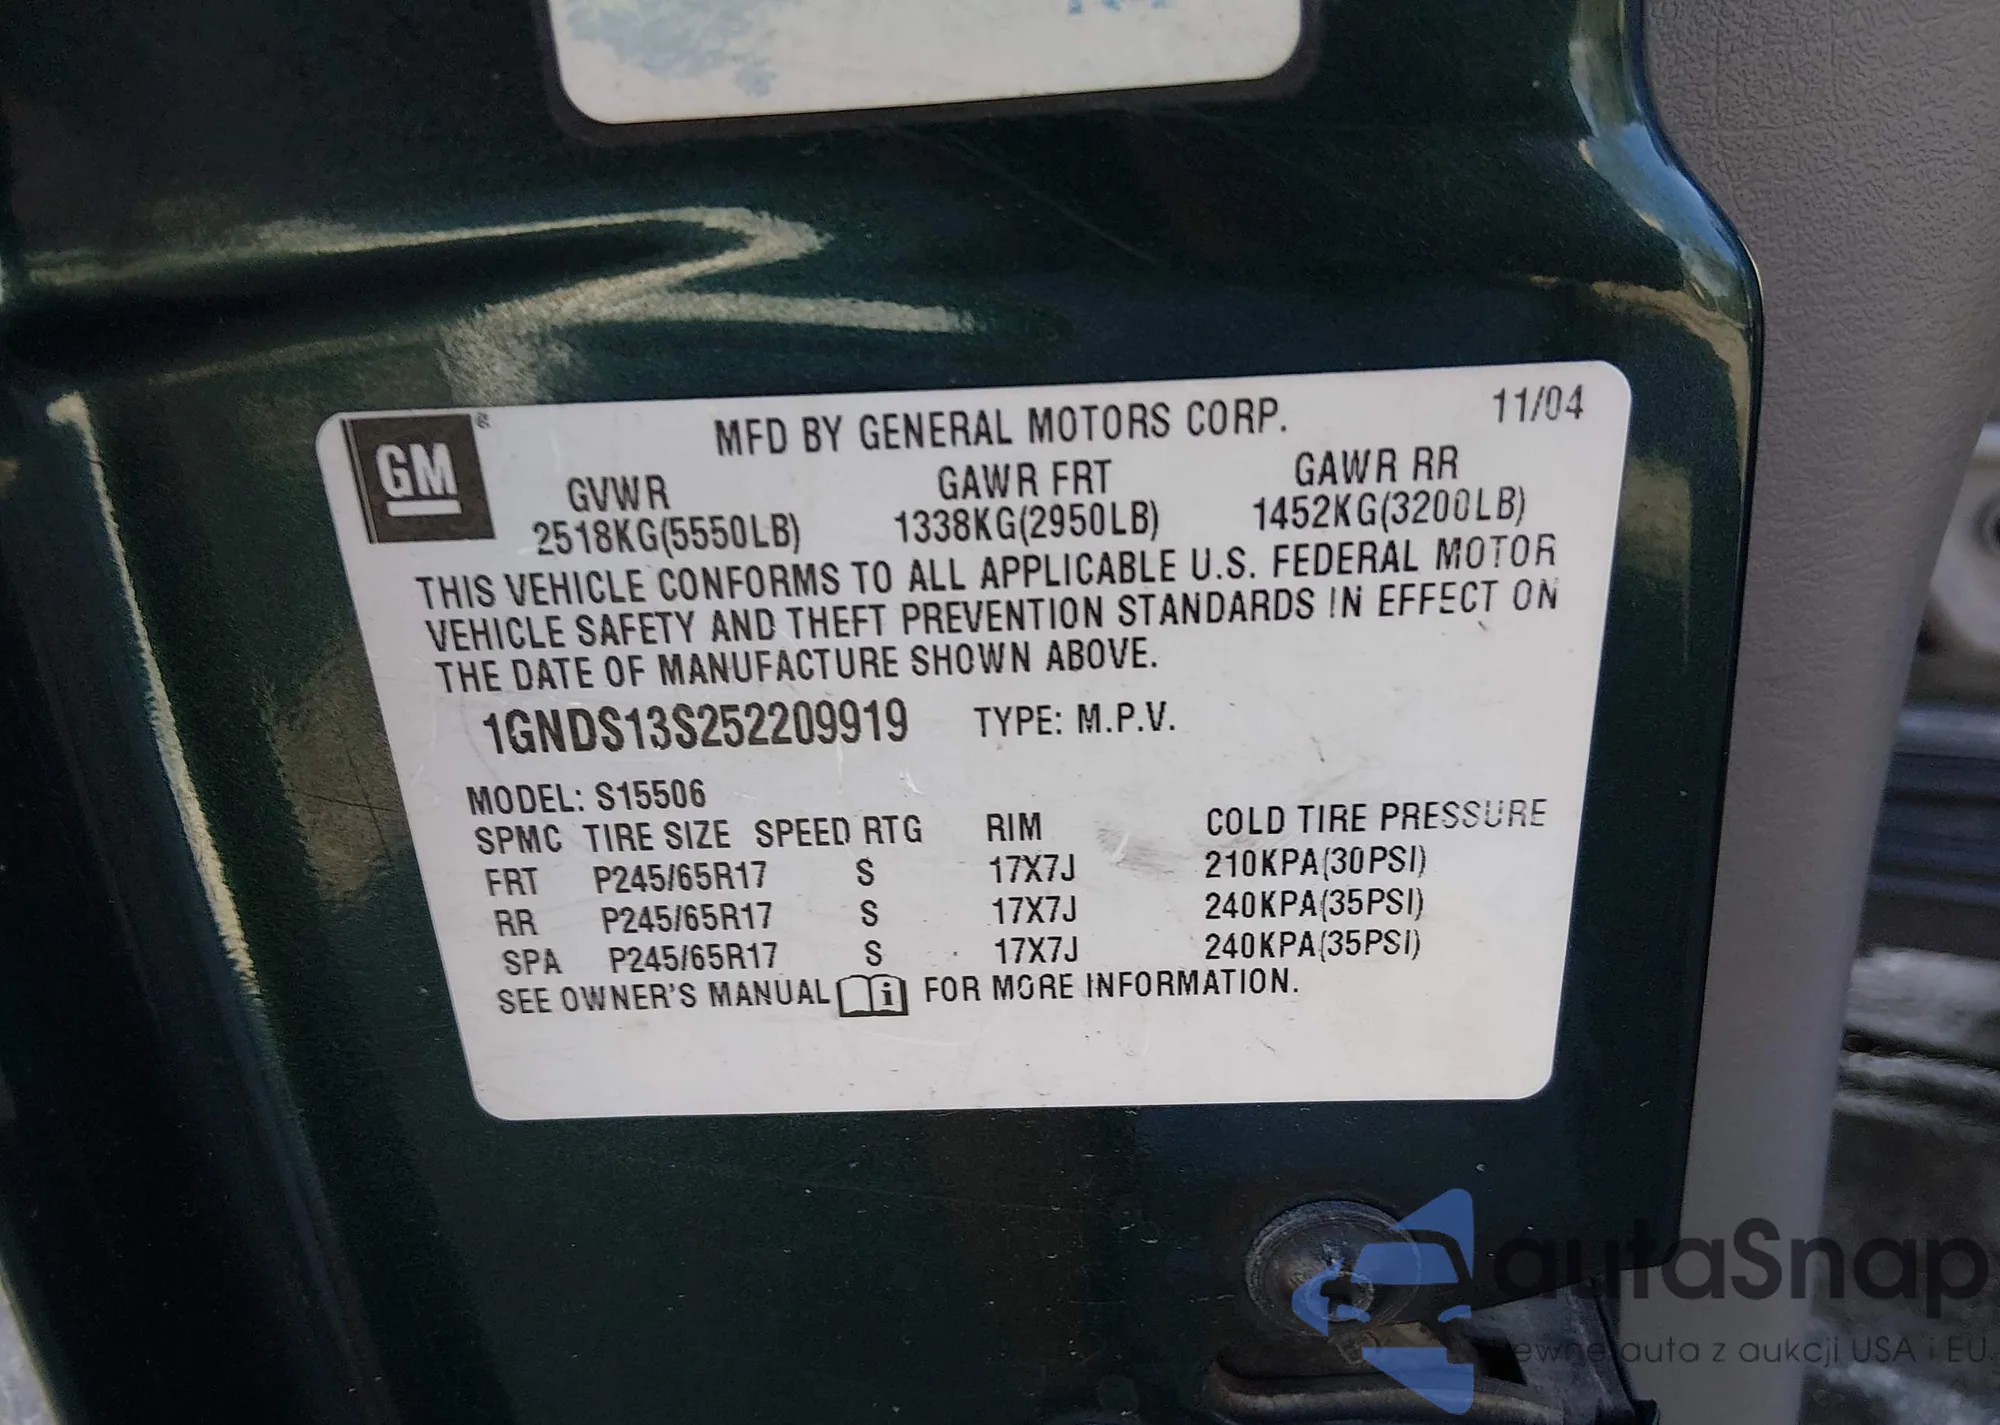 GM
MFD BY GENERAL MOTORS CORP. 11/04
GVWR GAWR FRT GAWR RR
2518KG(5550LB) 1338KG(2950LB) 1452KG(3200LB)
THIS VEHICLE CONFORMS TO ALL APPLICABLE U.S. FEDERAL MOTOR
VEHICLE SAFETY AND THEFT PREVENTION STANDARDS IN EFFECT ON
THE DATE OF MANUFACTURE SHOWN ABOVE.
1GNDS13S252209919 TYPE: M.P.V.
MODEL: S15506
SPMC TIRE SIZE SPEED RTG RIM COLD TIRE PRESSURE
FRT P245/65R17 S 17X7J 210KPA(30PSI)
RR P245/65R17 S 17X7J 240KPA(35PSI)
SPA P245/65R17 S 17X7J 240KPA(35PSI)
SEE OWNER'S MANUAL FOR MORE INFORMATION.
autaSnap
auta z aukcji USA i EU.